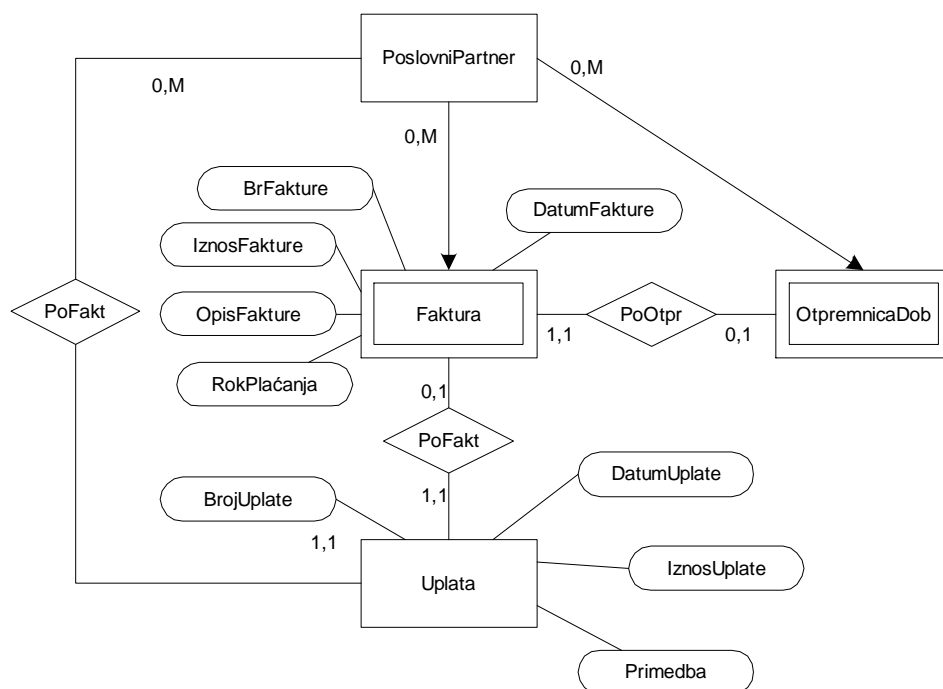 PoslovniPartner
0,M
0,M
0,M
BrFakture
DatumFakture
IznosFakture
PoFakt
OpisFakture
Faktura
PoOtpr
OtpremnicaDob
1,1
0,1
RokPlaćanja
0,1
PoFakt
DatumUplate
BrojUplate
1,1
1,1
IznosUplate
Uplata
Primedba